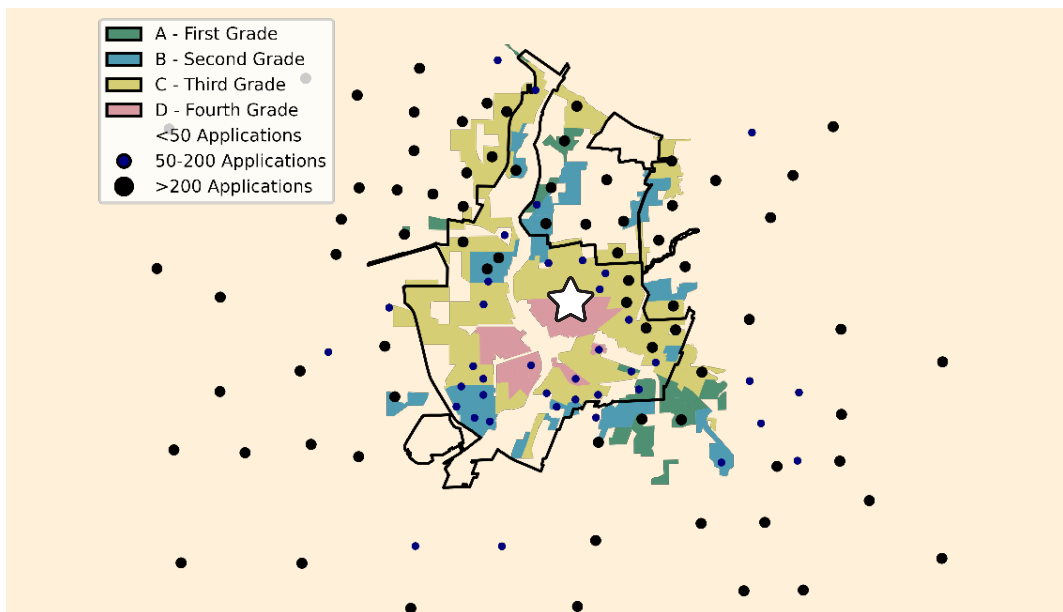 A - First Grade
B - Second Grade
C - Third Grade
D - Fourth Grade
<50 Applications
50-200 Applications
>200 Applications